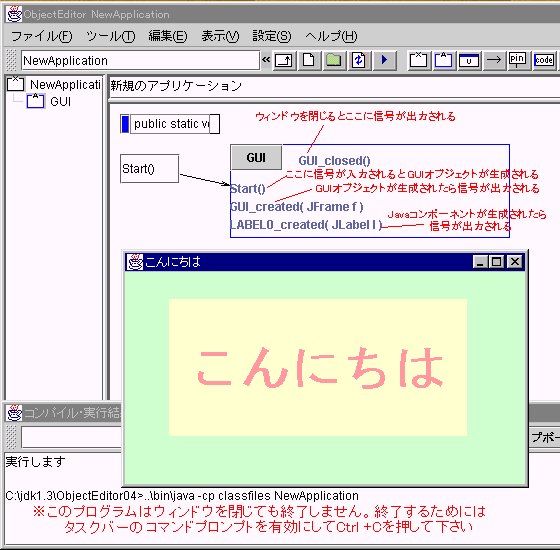 ObjectEditor NewApplication
ファイル(F) ツール(T) 編集(E) 表示(V) 設定(S) ヘルプ(H)
NewApplication
pin
code
NewApplicati
GUI
新規のアプリケーション
public static v
ウィンドウを閉じるとここに信号が出力される
GUI
GUI_closed()
Start()
ここに信号が入力されるとGUIオブジェクトが生成される
Start()
GUIオブジェクトが生成されたら信号が出力される
GUI_created( JFrame f )
Javaコンポーネントが生成されたら
LABEL0_created( JLabel l )
信号が出力される
こんにちは
こんにちは
コンパイル・実行結
プボー
実行します
C:\jdk1.3\ObjectEditor04>..\bin\java -cp classfiles NewApplication
※このプログラムはウィンドウを閉じても終了しません。終了するためには
タスクバーのコマンドプロンプトを有効にしてCtrl +Cを押して下さい